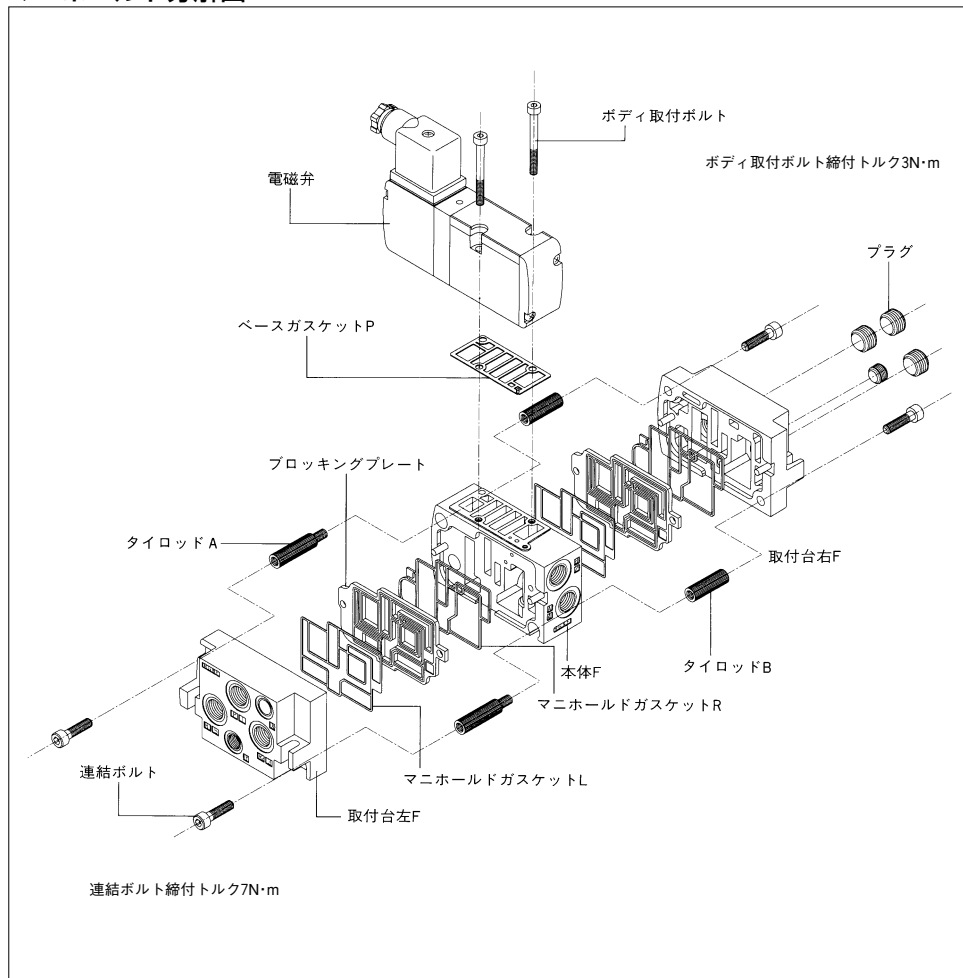 ボディ取付ボルト
ボディ取付ボルト締付トルク3N·m
電磁弁
プラグ
ベースガスケットP
ブロッキングプレート
タイロッドA
取付台右F
タイロッドB
本体F
マニホールドガスケットR
マニホールドガスケットL
連結ボルト
取付台左F
連結ボルト締付トルク7N·m